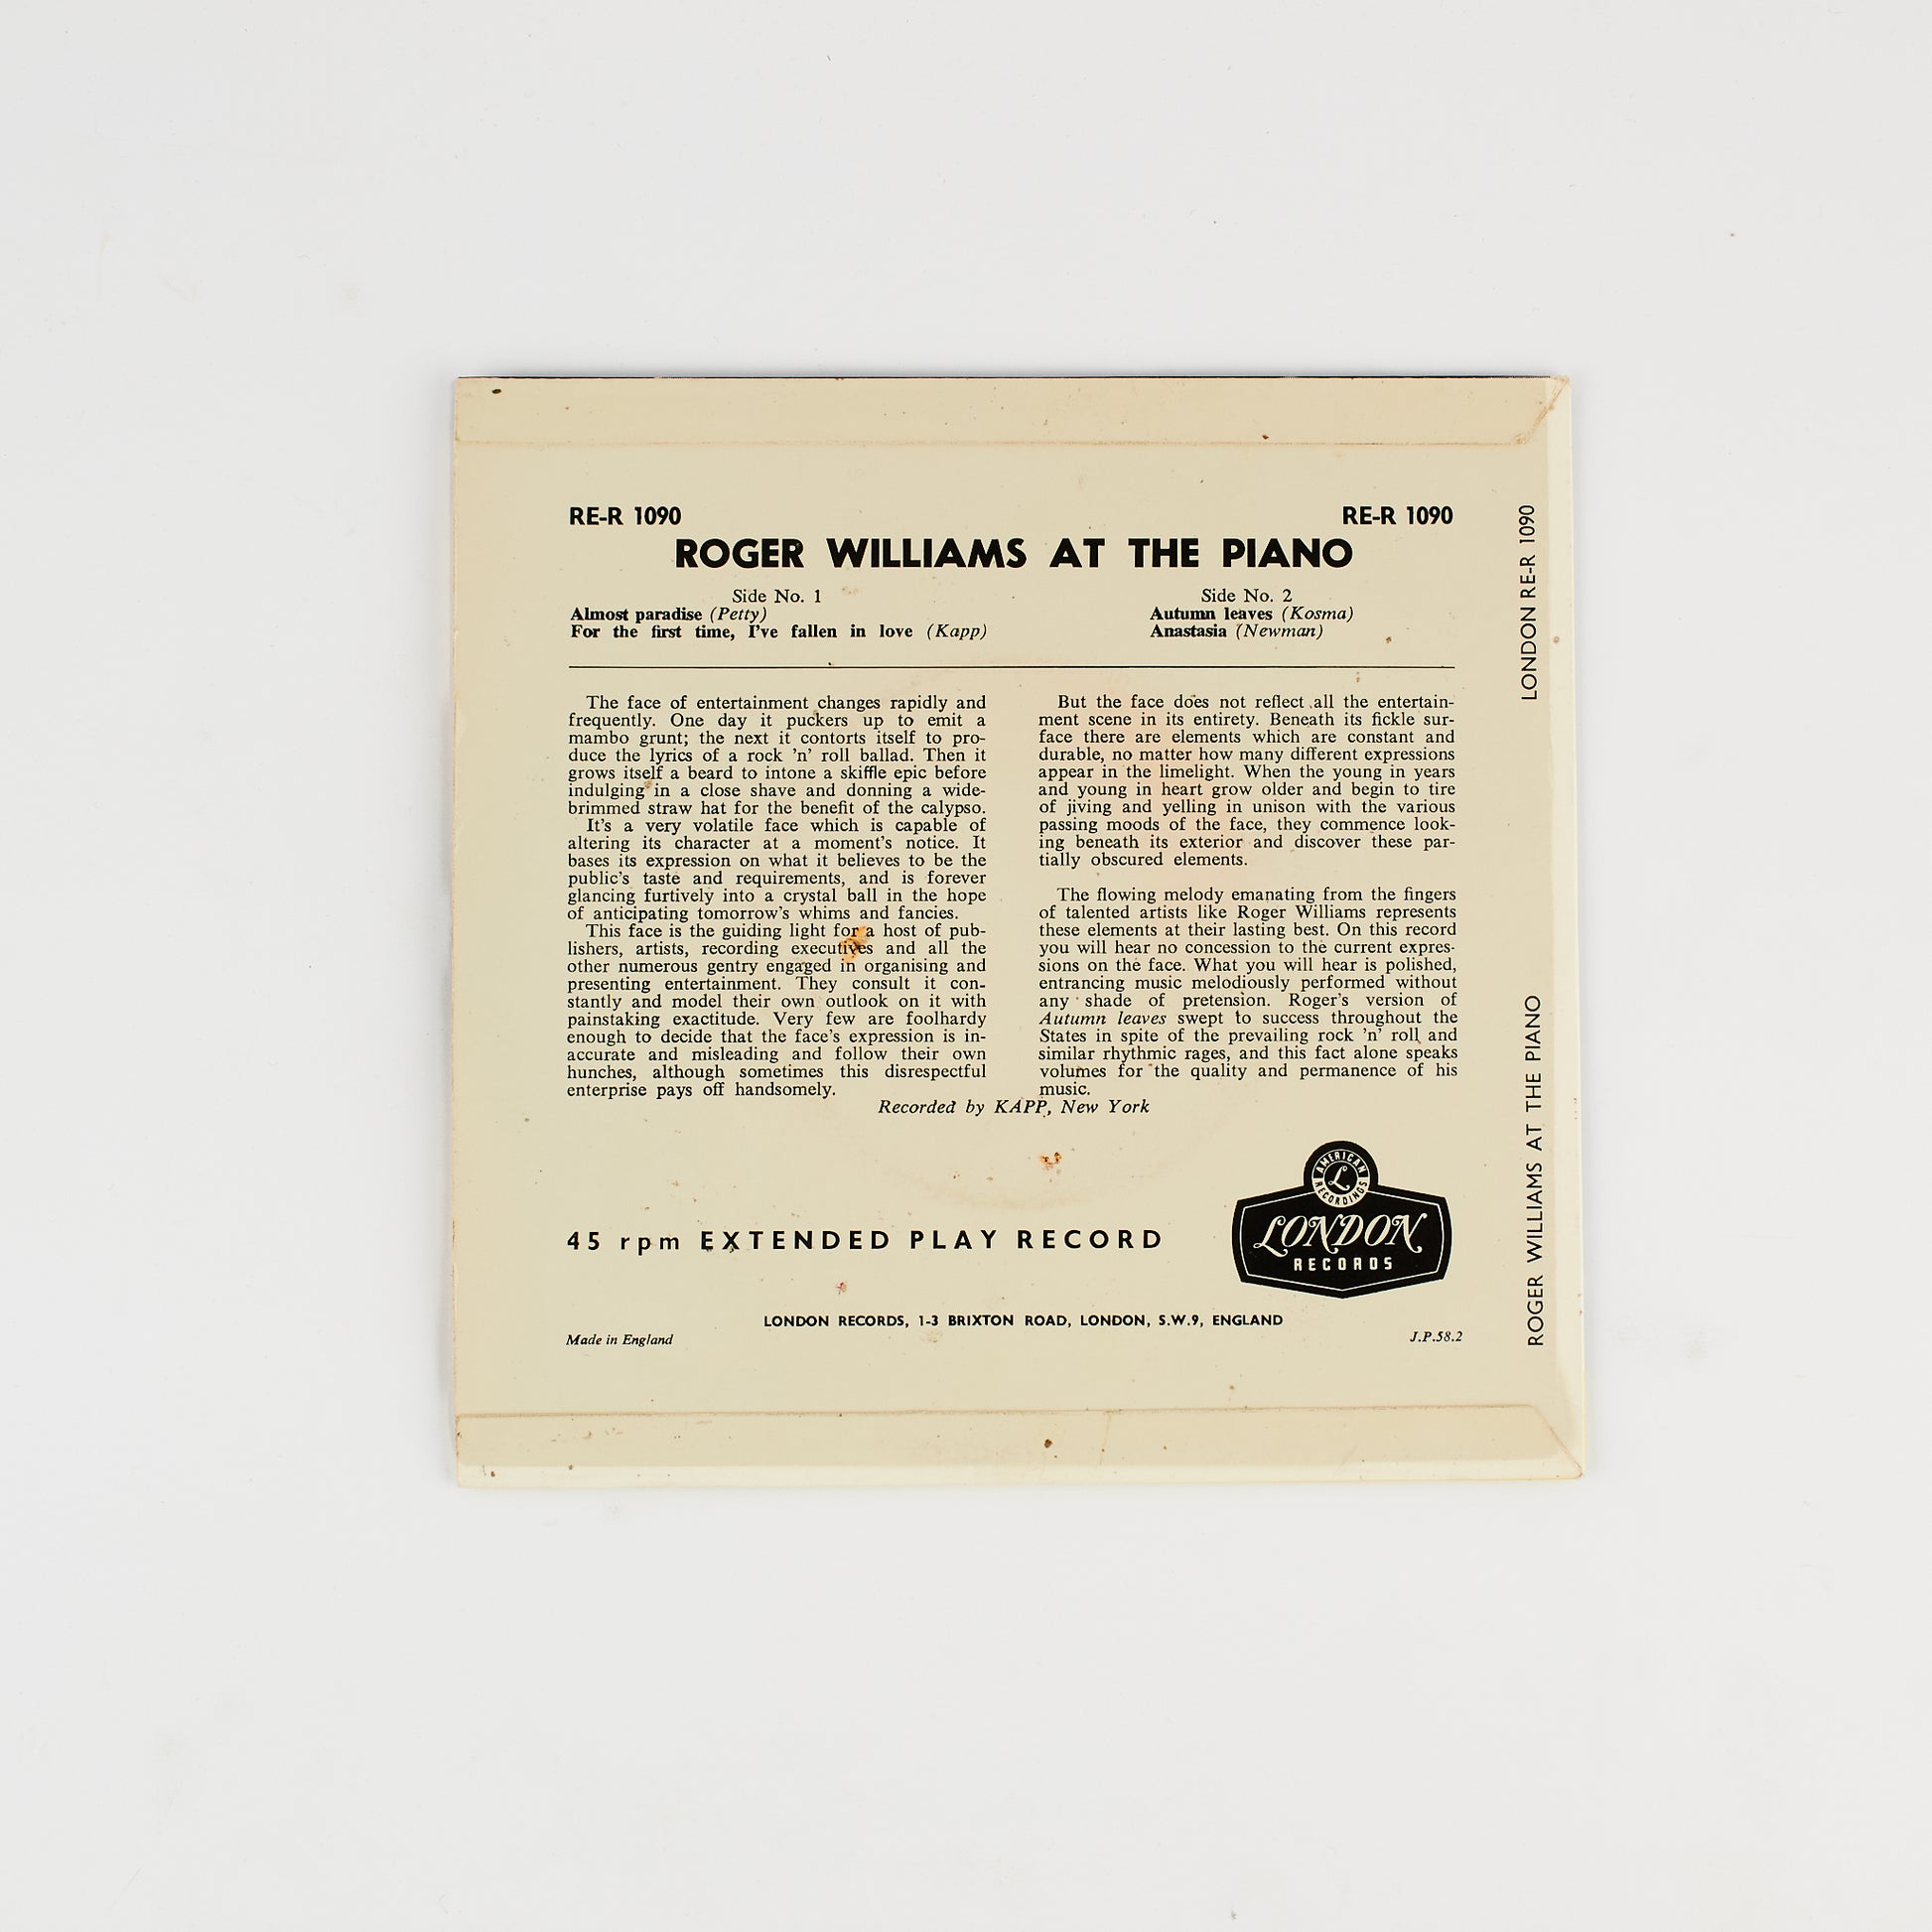 RE-R 1090 RE-R 1090
ROGER WILLIAMS AT THE PIANO
Side No. 1
Almost paradise (Petty)
For the first time, I've fallen in love (Kapp)
Side No. 2
Autumn leaves (Kosma)
Anastasia (Newman)
The face of entertainment changes rapidly and
frequently. One day it puckers up to emit a
mambo grunt; the next it contorts itself to pro-
duce the lyrics of a rock 'n' roll ballad. Then it
grows itself a beard to intone a skiffle epic before
indulging in a close shave and donning a wide-
brimmed straw hat for the benefit of the calypso.
It's a very volatile face which is capable of
altering its character at a moment's notice. It
bases its expression on what it believes to be the
public's taste and requirements, and is forever
glancing furtively into a crystal ball in the hope
of anticipating tomorrow's whims and fancies.
This face is the guiding light for a host of pub-
lishers, artists, recording executives and all the
other numerous gentry engaged in organising and
presenting entertainment. They consult it con-
stantly and model their own outlook on it with
painstaking exactitude. Very few are foolhardy
enough to decide that the face's expression is in-
accurate and misleading and follow their own
hunches, although sometimes this disrespectful
enterprise pays off handsomely.
But the face does not reflect all the entertain-
ment scene in its entirety. Beneath its fickle sur-
face there are elements which are constant and
durable, no matter how many different expressions
appear in the limelight. When the young in years
and young in heart grow older and begin to tire
of jiving and yelling in unison with the various
passing moods of the face, they commence look-
ing beneath its exterior and discover these par-
tially obscured elements.
The flowing melody emanating from the fingers
of talented artists like Roger Williams represents
these elements at their lasting best. On this record
you will hear no concession to the current expres-
sions on the face. What you will hear is polished,
entrancing music melodiously performed without
any shade of pretension. Roger's version of
Autumn leaves swept to success throughout the
States in spite of the prevailing rock 'n' roll and
similar rhythmic rages, and this fact alone speaks
volumes for the quality and permanence of his
music.
Recorded by KAPP, New York
45 rpm EXTENDED PLAY RECORD
AMERICAN
L
RECORDINGS
LONDON
RECORDS
LONDON RECORDS, 1-3 BRIXTON ROAD, LONDON, S.W.9, ENGLAND
Made in England
J.P.58.2
LONDON RE-R 1090
ROGER WILLIAMS AT THE PIANO